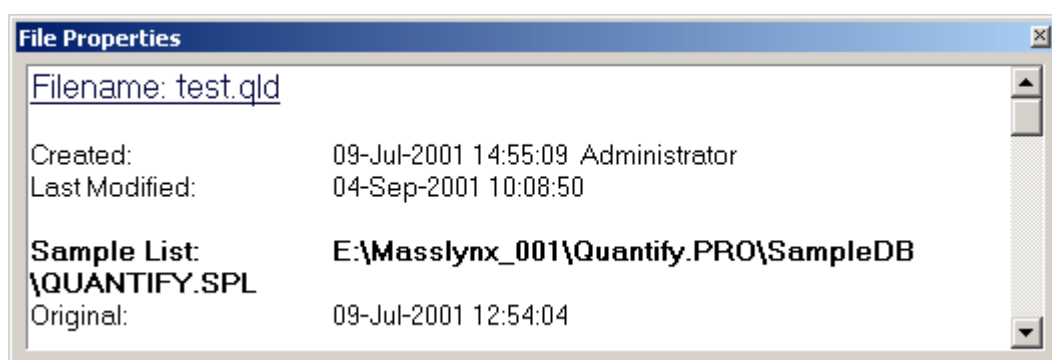 File Properties
Filename: test.qld
Created: 09-Jul-2001 14:55:09 Administrator
Last Modified: 04-Sep-2001 10:08:50
Sample List: E:\Masslynx_001\Quantify.PRO\SampleDB
\QUANTIFY.SPL
Original: 09-Jul-2001 12:54:04